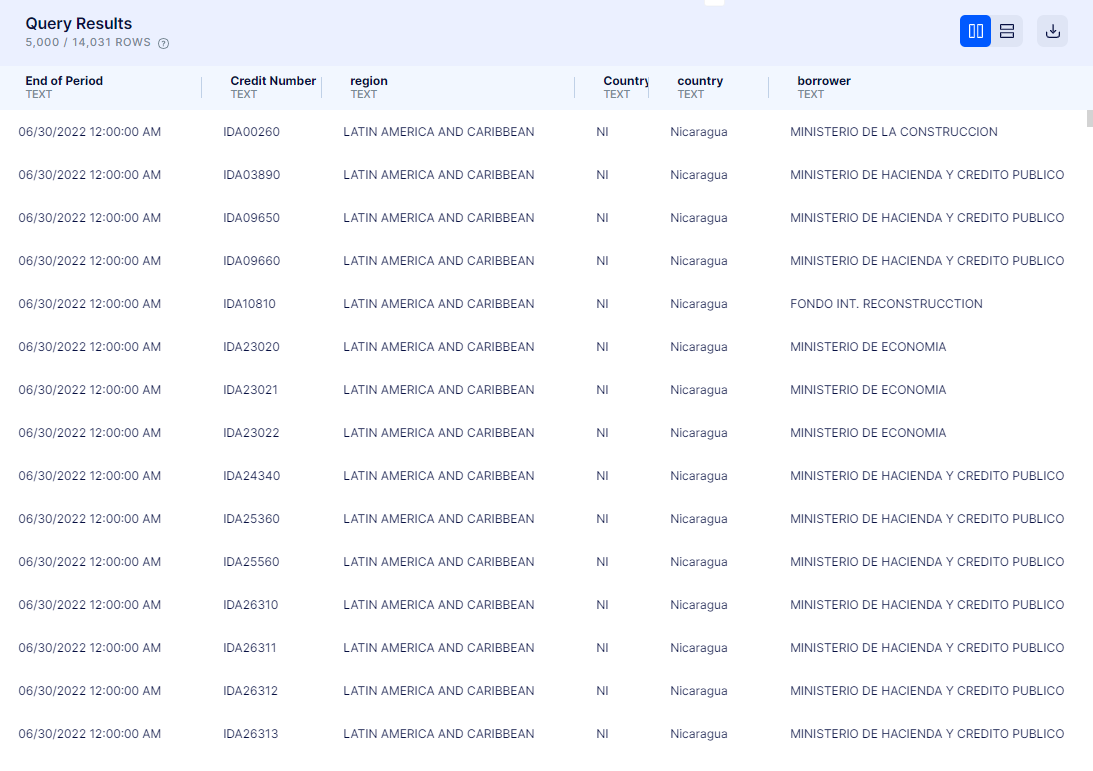 Query Results
5,000 / 14,031 ROWS ?
End of Period Credit Number region Country country borrower
TEXT TEXT TEXT TEXT TEXT TEXT
06/30/2022 12:00:00 AM IDA00260 LATIN AMERICA AND CARIBBEAN NI Nicaragua MINISTERIO DE LA CONSTRUCCION
06/30/2022 12:00:00 AM IDA03890 LATIN AMERICA AND CARIBBEAN NI Nicaragua MINISTERIO DE HACIENDA Y CREDITO PUBLICO
06/30/2022 12:00:00 AM IDA09650 LATIN AMERICA AND CARIBBEAN NI Nicaragua MINISTERIO DE HACIENDA Y CREDITO PUBLICO
06/30/2022 12:00:00 AM IDA09660 LATIN AMERICA AND CARIBBEAN NI Nicaragua MINISTERIO DE HACIENDA Y CREDITO PUBLICO
06/30/2022 12:00:00 AM IDA10810 LATIN AMERICA AND CARIBBEAN NI Nicaragua FONDO INT. RECONSTRUCCTION
06/30/2022 12:00:00 AM IDA23020 LATIN AMERICA AND CARIBBEAN NI Nicaragua MINISTERIO DE ECONOMIA
06/30/2022 12:00:00 AM IDA23021 LATIN AMERICA AND CARIBBEAN NI Nicaragua MINISTERIO DE ECONOMIA
06/30/2022 12:00:00 AM IDA23022 LATIN AMERICA AND CARIBBEAN NI Nicaragua MINISTERIO DE ECONOMIA
06/30/2022 12:00:00 AM IDA24340 LATIN AMERICA AND CARIBBEAN NI Nicaragua MINISTERIO DE HACIENDA Y CREDITO PUBLICO
06/30/2022 12:00:00 AM IDA25360 LATIN AMERICA AND CARIBBEAN NI Nicaragua MINISTERIO DE HACIENDA Y CREDITO PUBLICO
06/30/2022 12:00:00 AM IDA25560 LATIN AMERICA AND CARIBBEAN NI Nicaragua MINISTERIO DE HACIENDA Y CREDITO PUBLICO
06/30/2022 12:00:00 AM IDA26310 LATIN AMERICA AND CARIBBEAN NI Nicaragua MINISTERIO DE HACIENDA Y CREDITO PUBLICO
06/30/2022 12:00:00 AM IDA26311 LATIN AMERICA AND CARIBBEAN NI Nicaragua MINISTERIO DE HACIENDA Y CREDITO PUBLICO
06/30/2022 12:00:00 AM IDA26312 LATIN AMERICA AND CARIBBEAN NI Nicaragua MINISTERIO DE HACIENDA Y CREDITO PUBLICO
06/30/2022 12:00:00 AM IDA26313 LATIN AMERICA AND CARIBBEAN NI Nicaragua MINISTERIO DE HACIENDA Y CREDITO PUBLICO